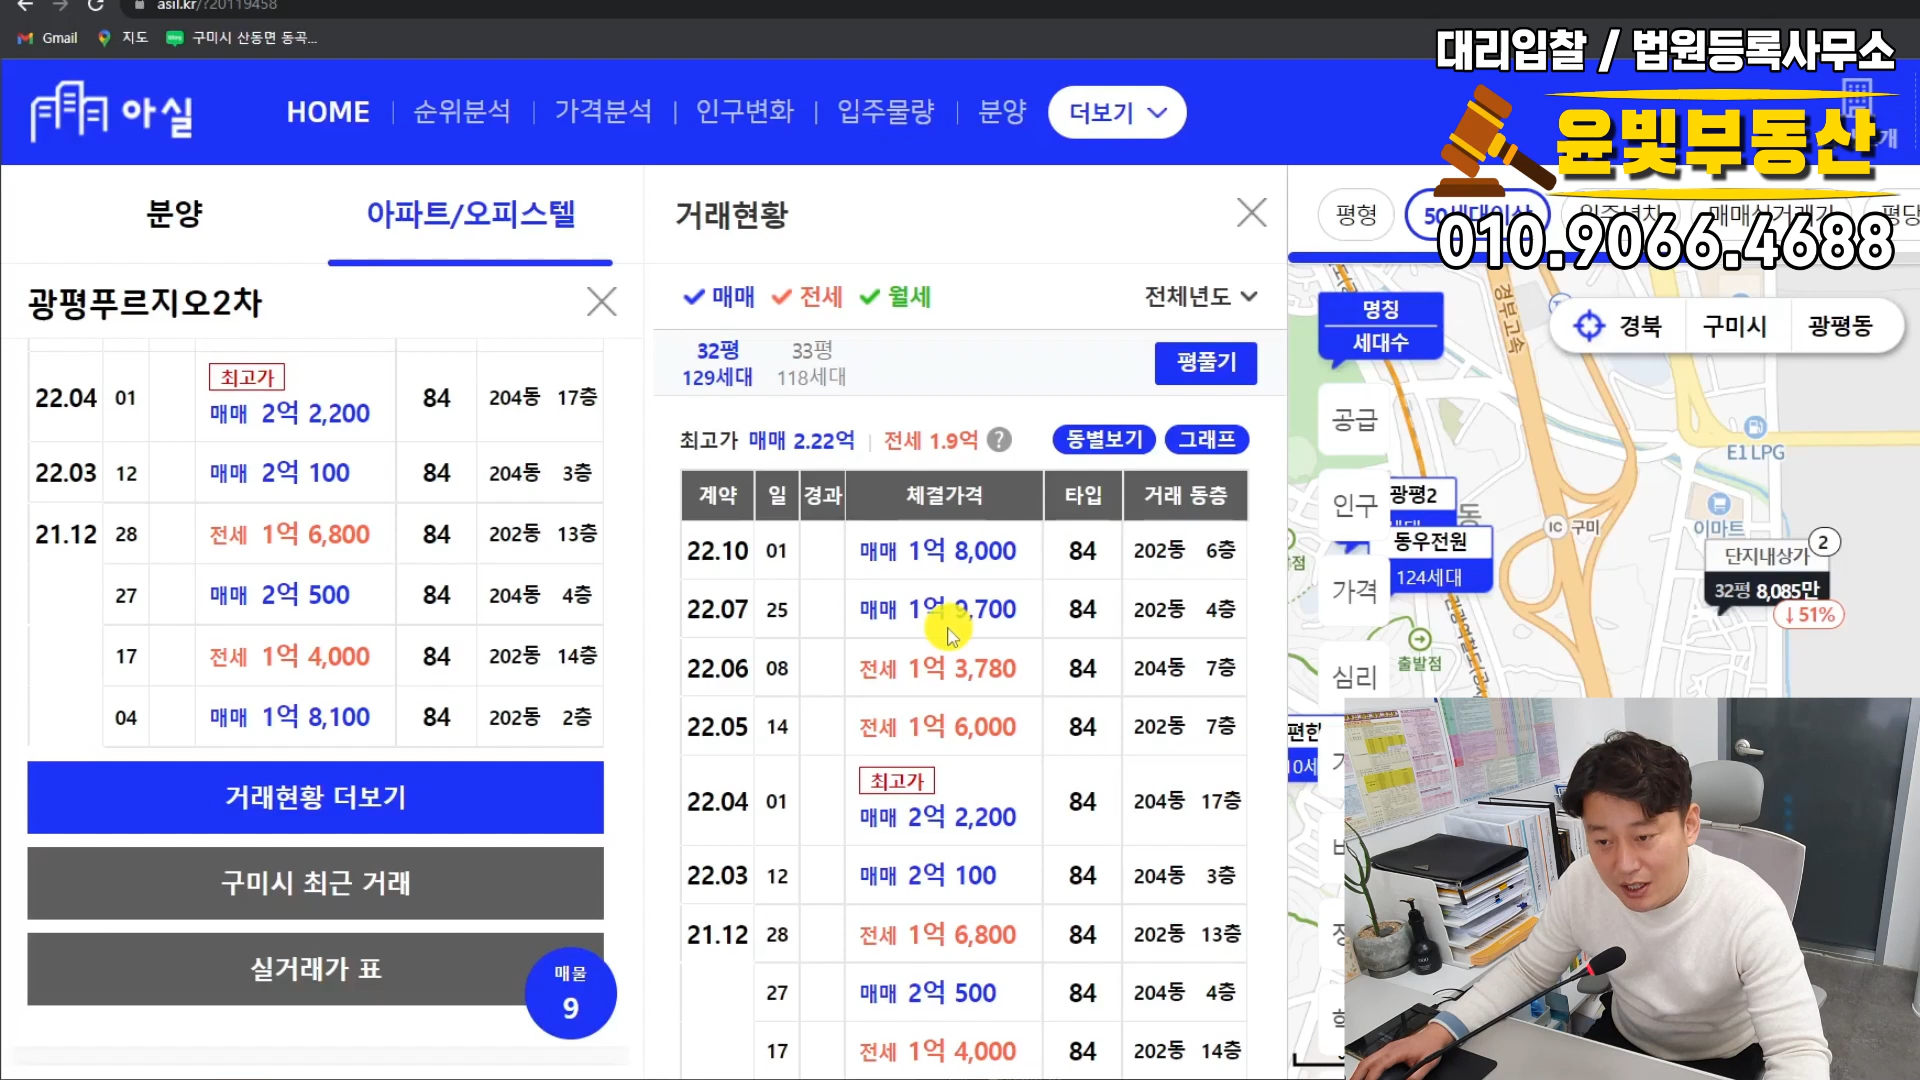 asil.kr/?20119458
Gmail 지도 구미시 산동면 동곡...
아실 HOME 순위분석 가격분석 인구변화 입주물량 분양 더보기
대리입찰 / 법원등록사무소
윤빛부동산
010.9066.4688
분양 아파트/오피스텔
광평푸르지오2차
22.04 01 최고가 매매 2억 2,200 84 204동 17층
22.03 12 매매 2억 100 84 204동 3층
21.12 28 전세 1억 6,800 84 202동 13층
27 매매 2억 500 84 204동 4층
17 전세 1억 4,000 84 202동 14층
04 매매 1억 8,100 84 202동 2층
거래현황 더보기
구미시 최근 거래
실거래가 표
매물
9
거래현황
매매 전세 월세 전체년도
32평 33평
129세대 118세대
평풀기
최고가 매매 2.22억 전세 1.9억 ? 동별보기 그래프
계약 일 경과 체결가격 타입 거래 동층
22.10 01 매매 1억 8,000 84 202동 6층
22.07 25 매매 1억 9,700 84 202동 4층
22.06 08 전세 1억 3,780 84 204동 7층
22.05 14 전세 1억 6,000 84 202동 7층
22.04 01 최고가 매매 2억 2,200 84 204동 17층
22.03 12 매매 2억 100 84 204동 3층
21.12 28 전세 1억 6,800 84 202동 13층
27 매매 2억 500 84 204동 4층
17 전세 1억 4,000 84 202동 14층
평형
명칭
세대수
경북 구미시 광평동
경부고속
공급
인구
가격
심리
E1 LPG
이마트
IC 구미
광평2
동우전원
124세대
출발점
단지내상가 2
32평 8,085만
↓51%
편한